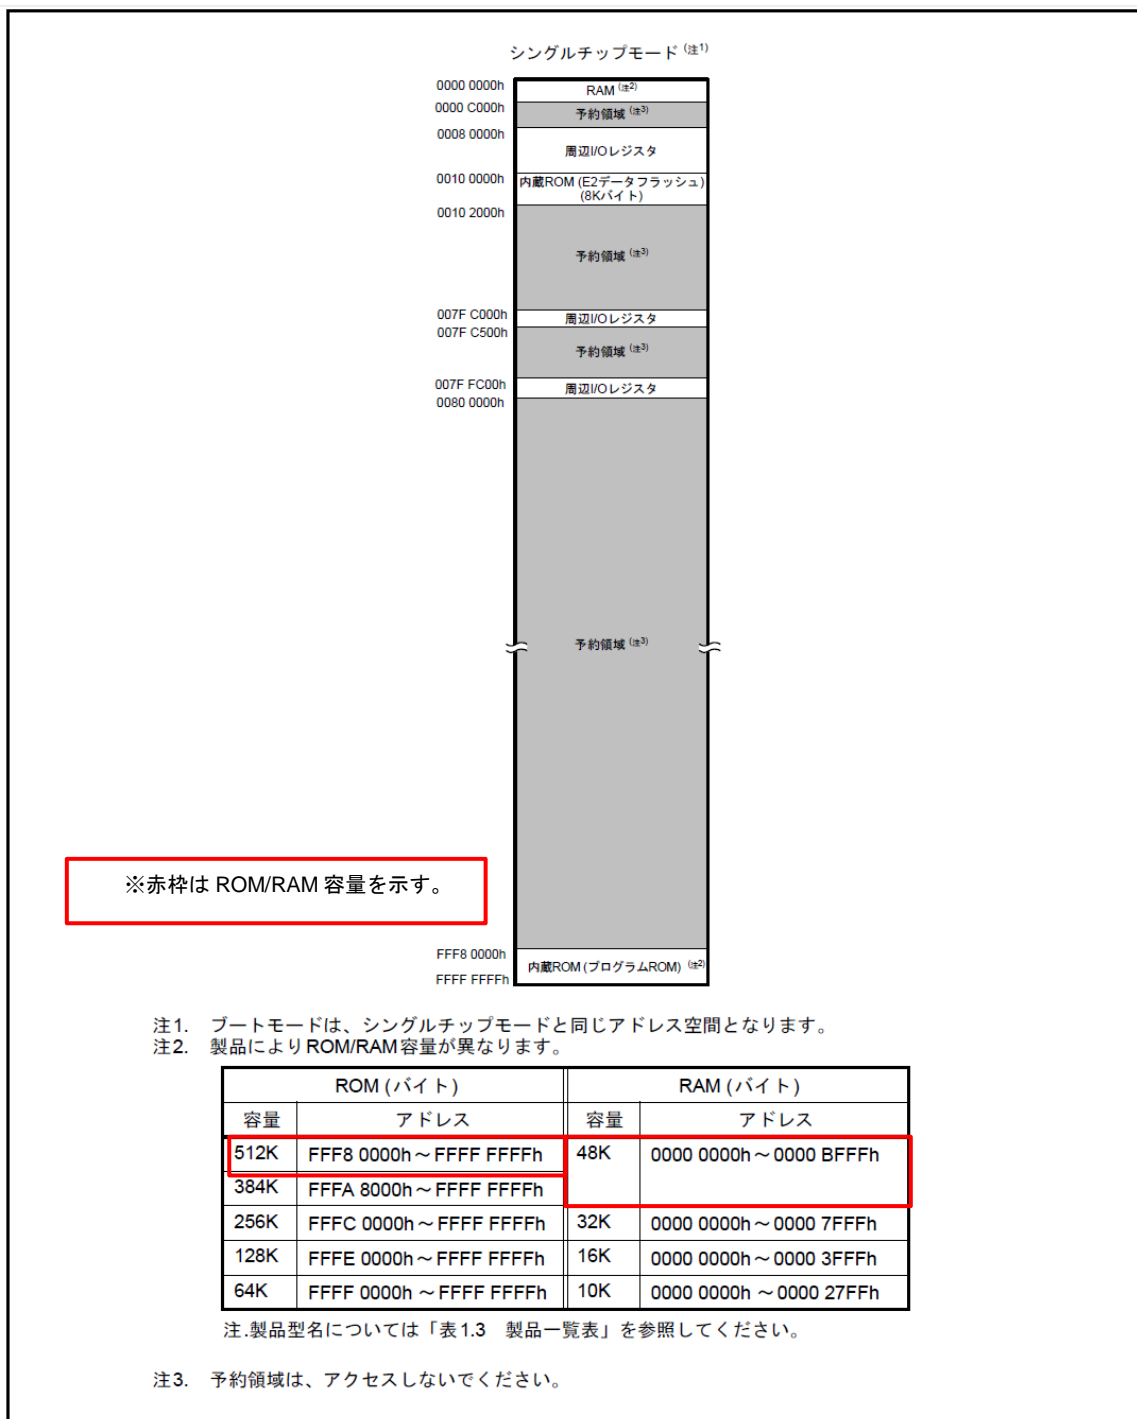 シングルチップモード (注1)
0000 0000h
RAM (注2)
0000 C000h
予約領域 (注3)
0008 0000h
周辺I/Oレジスタ
0010 0000h
内蔵ROM (E2データフラッシュ)
(8Kバイト)
0010 2000h
予約領域 (注3)
007F C000h
周辺I/Oレジスタ
007F C500h
予約領域 (注3)
007F FC00h
周辺I/Oレジスタ
0080 0000h
予約領域 (注3)
※赤枠は ROM/RAM 容量を示す。
FFF8 0000h
内蔵ROM (プログラムROM) (注2)
FFFF FFFFh
注1. ブートモードは、シングルチップモードと同じアドレス空間となります。
注2. 製品によりROM/RAM容量が異なります。
ROM (バイト) RAM (バイト)
容量 アドレス 容量 アドレス
512K FFF8 0000h～FFFF FFFFh 48K 0000 0000h～0000 BFFFh
384K FFFA 8000h～FFFF FFFFh
256K FFFC 0000h～FFFF FFFFh 32K 0000 0000h～0000 7FFFh
128K FFFE 0000h～FFFF FFFFh 16K 0000 0000h～0000 3FFFh
64K FFFF 0000h ～FFFF FFFFh 10K 0000 0000h ～0000 27FFh
注.製品型名については「表1.3 製品一覧表」を参照してください。
注3. 予約領域は、アクセスしないでください。